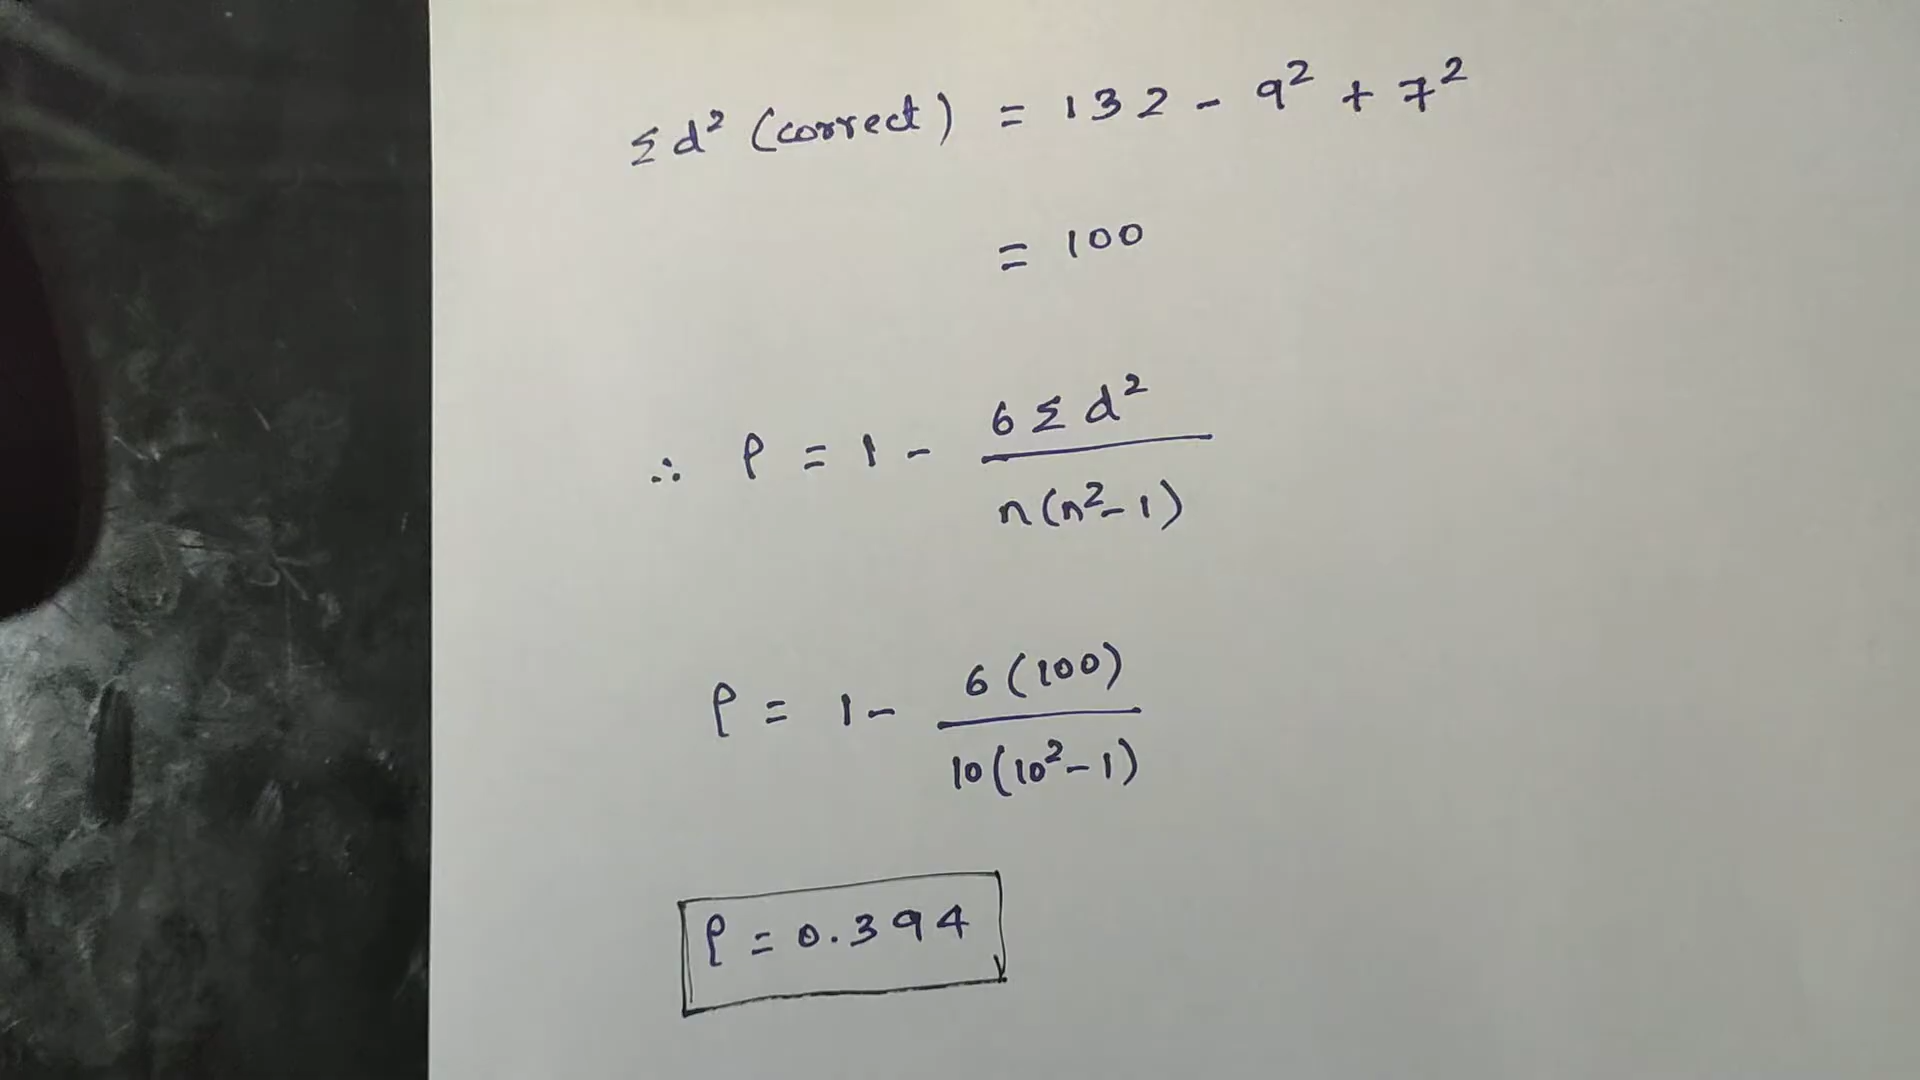 Σd² (correct) = 132 - 9² + 7²
= 100
∴ ρ = 1 - 6Σd² / n(n²-1)
ρ = 1 - 6(100) / 10(10²-1)
ρ = 0.394